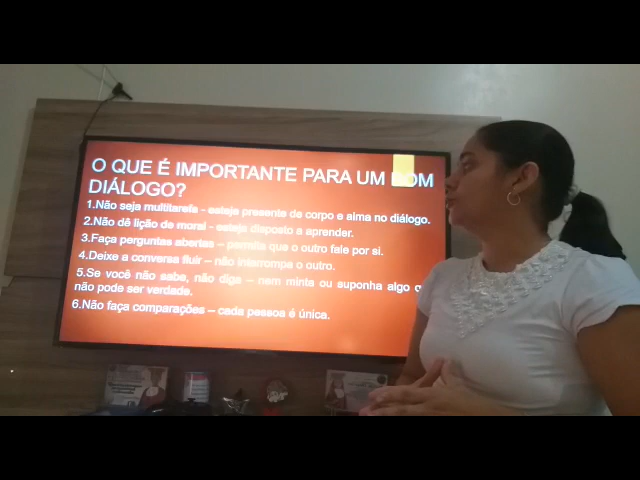 O QUE É IMPORTANTE PARA UM BOM
DIÁLOGO?
1.Não seja multitarefa – esteja presente de corpo e alma no diálogo.
2.Não dê lição de moral - esteja disposto a aprender.
3.Faça perguntas abertas – permita que o outro fale por si.
4.Deixe a conversa fluir – não interrompa o outro.
5.Se você não sabe, não diga – nem minta ou suponha algo
não pode ser verdade.
6.Não faça comparações – cada pessoa é única.